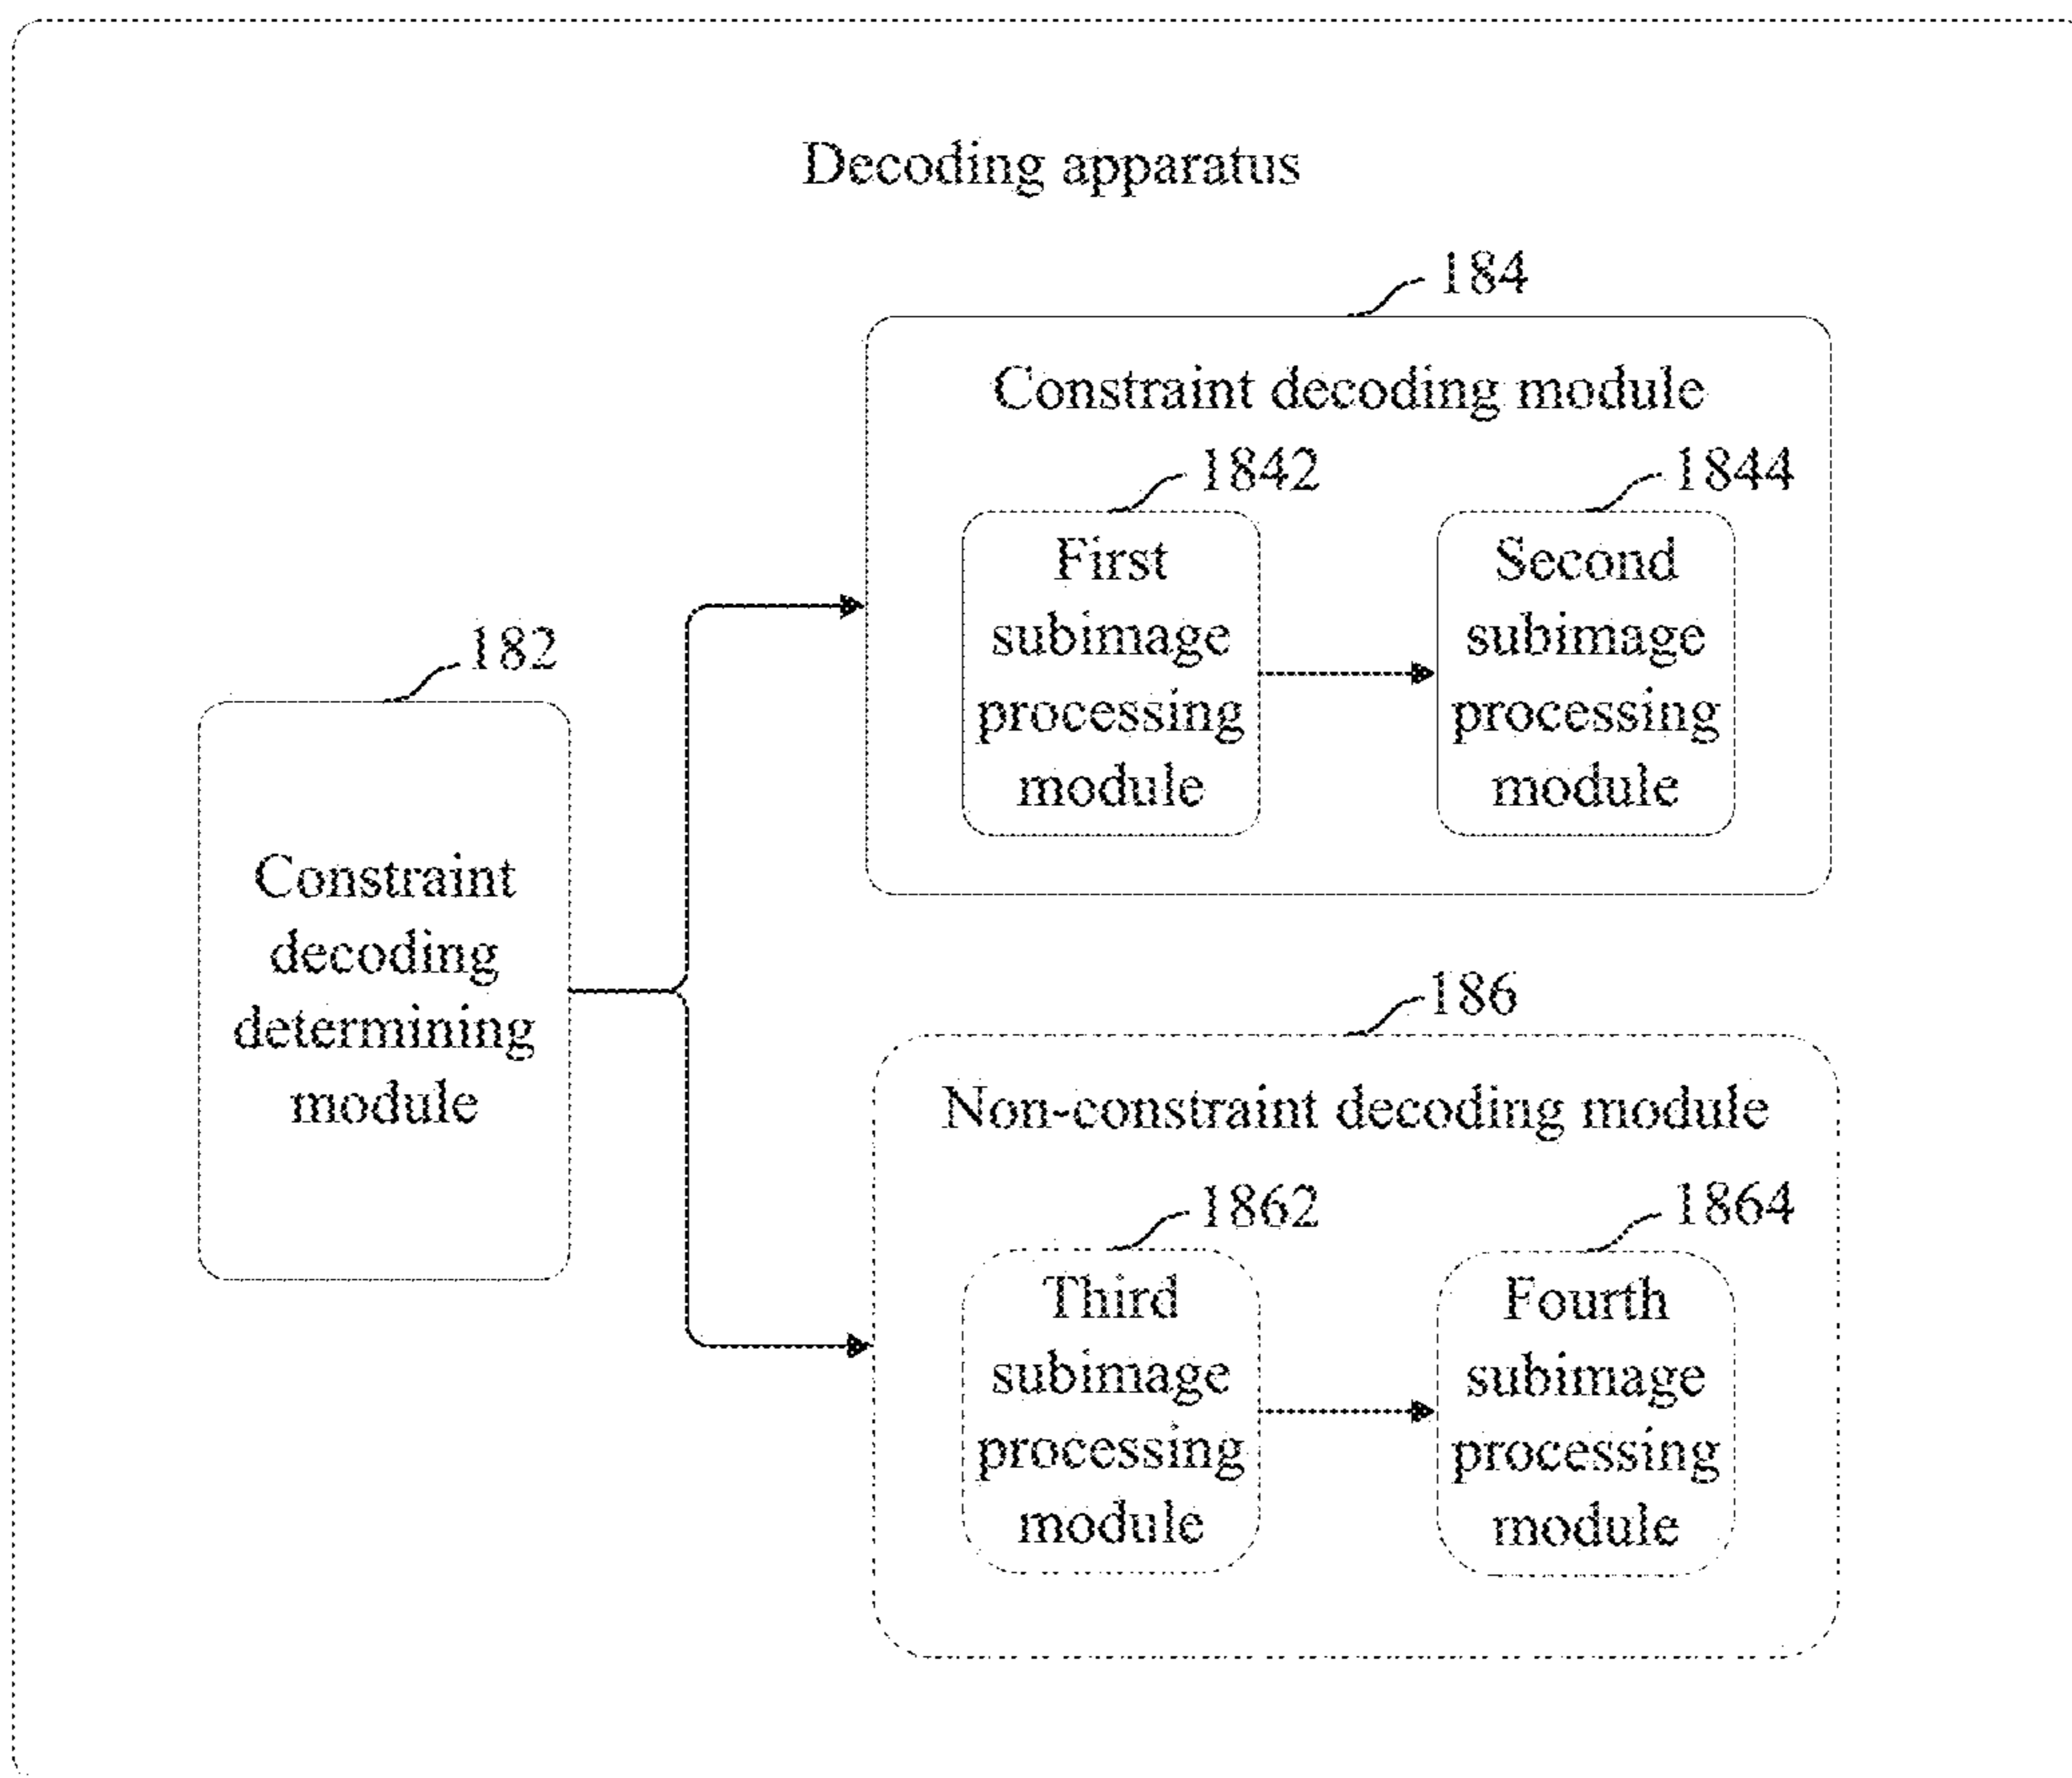 Decoding apparatus
184
Constraint decoding module
1842
First
subimage
processing
module
1844
Second
subimage
processing
module
182
Constraint
decoding
determining
module
186
Non-constraint decoding module
1862
Third
subimage
processing
module
1864
Fourth
subimage
processing
module